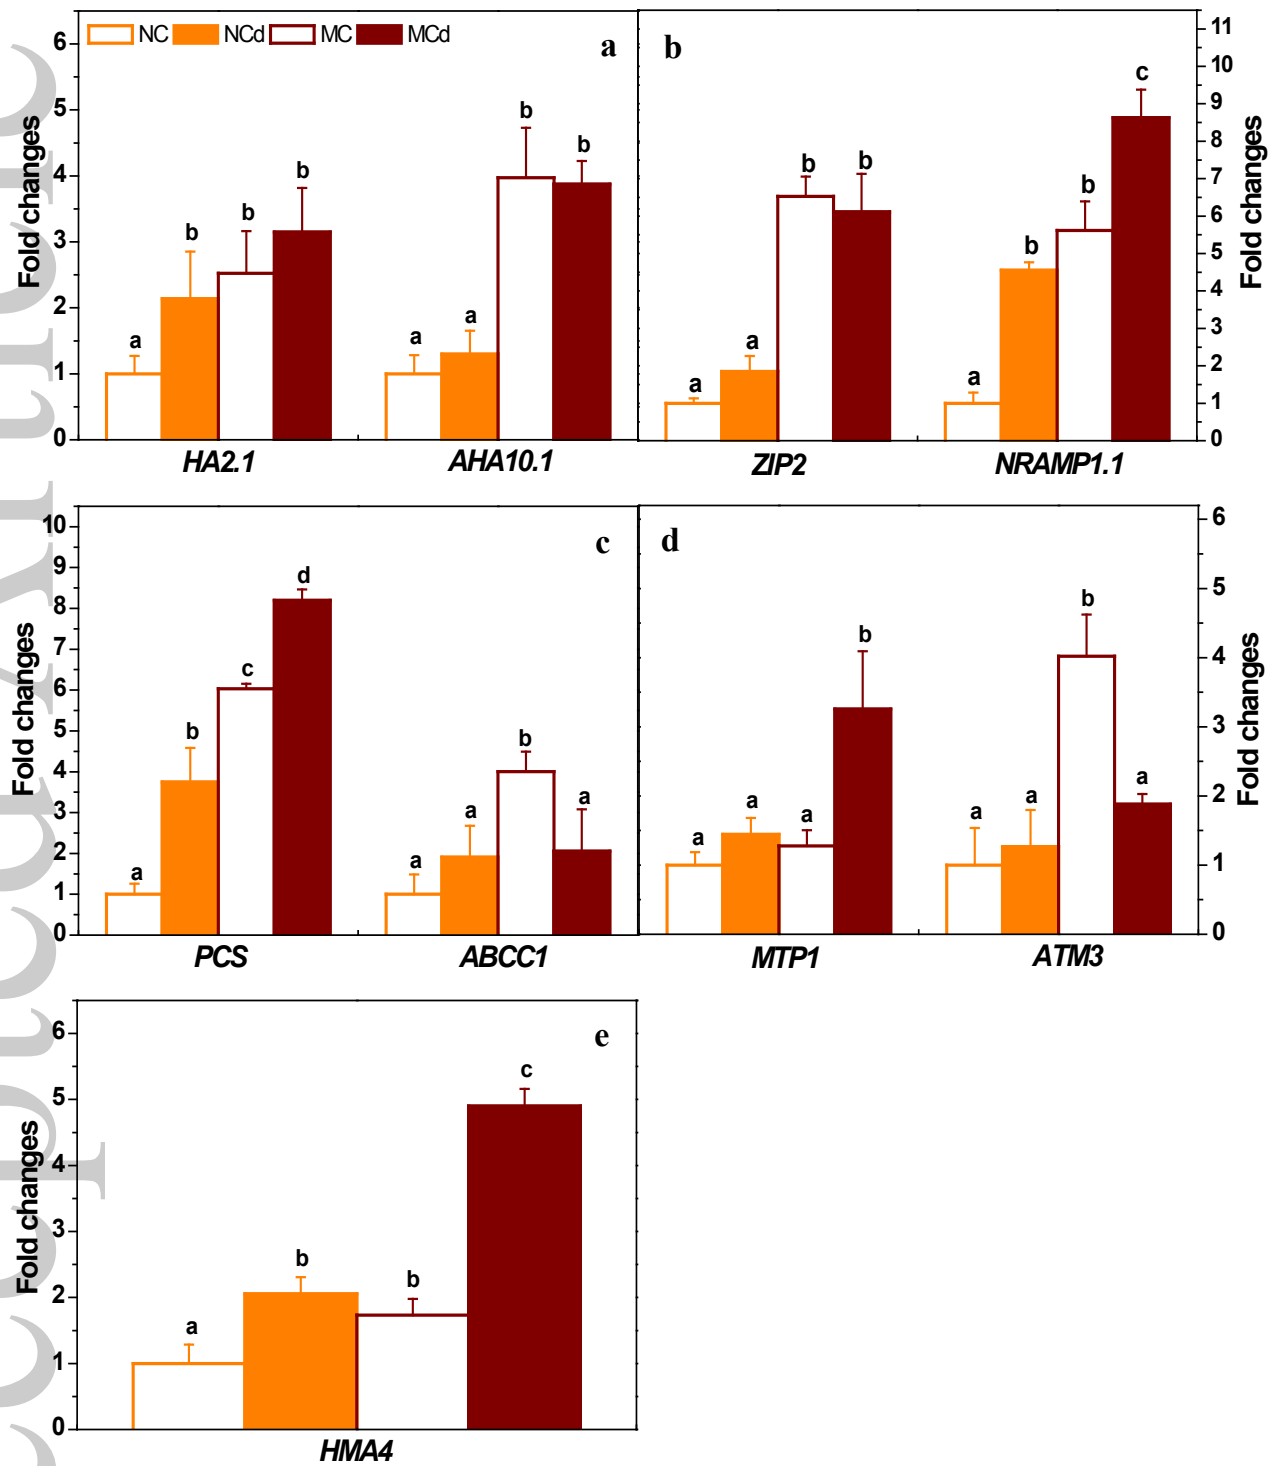 NC NCd MC MCd
a
Fold changes
6
5
4
3
2
1
0
a b b b a a b b
HA2.1 AHA10.1
b
Fold changes
11
10
9
8
7
6
5
4
3
2
1
0
a a b b a b b c
ZIP2 NRAMP1.1
c
Fold changes
10
9
8
7
6
5
4
3
2
1
0
a b c d a a b a
PCS ABCC1
d
Fold changes
6
5
4
3
2
1
0
a a a b a a b a
MTP1 ATM3
e
Fold changes
6
5
4
3
2
1
0
a b b c
HMA4
ccepted Article